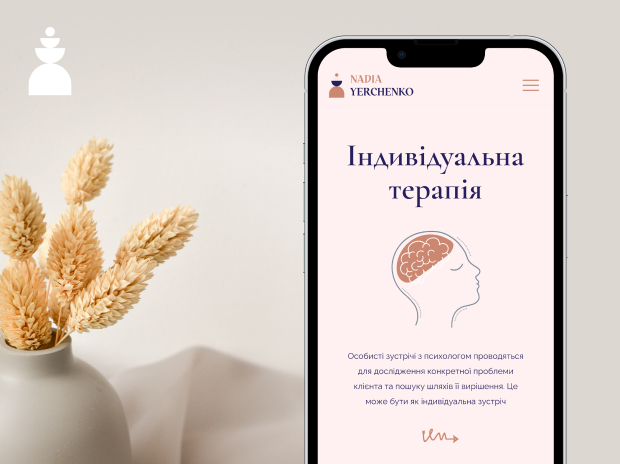 NADIA
YERCHENKO
Індивідуальна
терапія
Особисті зустрічі з психологом проводяться
для дослідження конкретної проблеми
клієнта та пошуку шляхів її вирішення. Це
може бути як індивідуальна зустріч